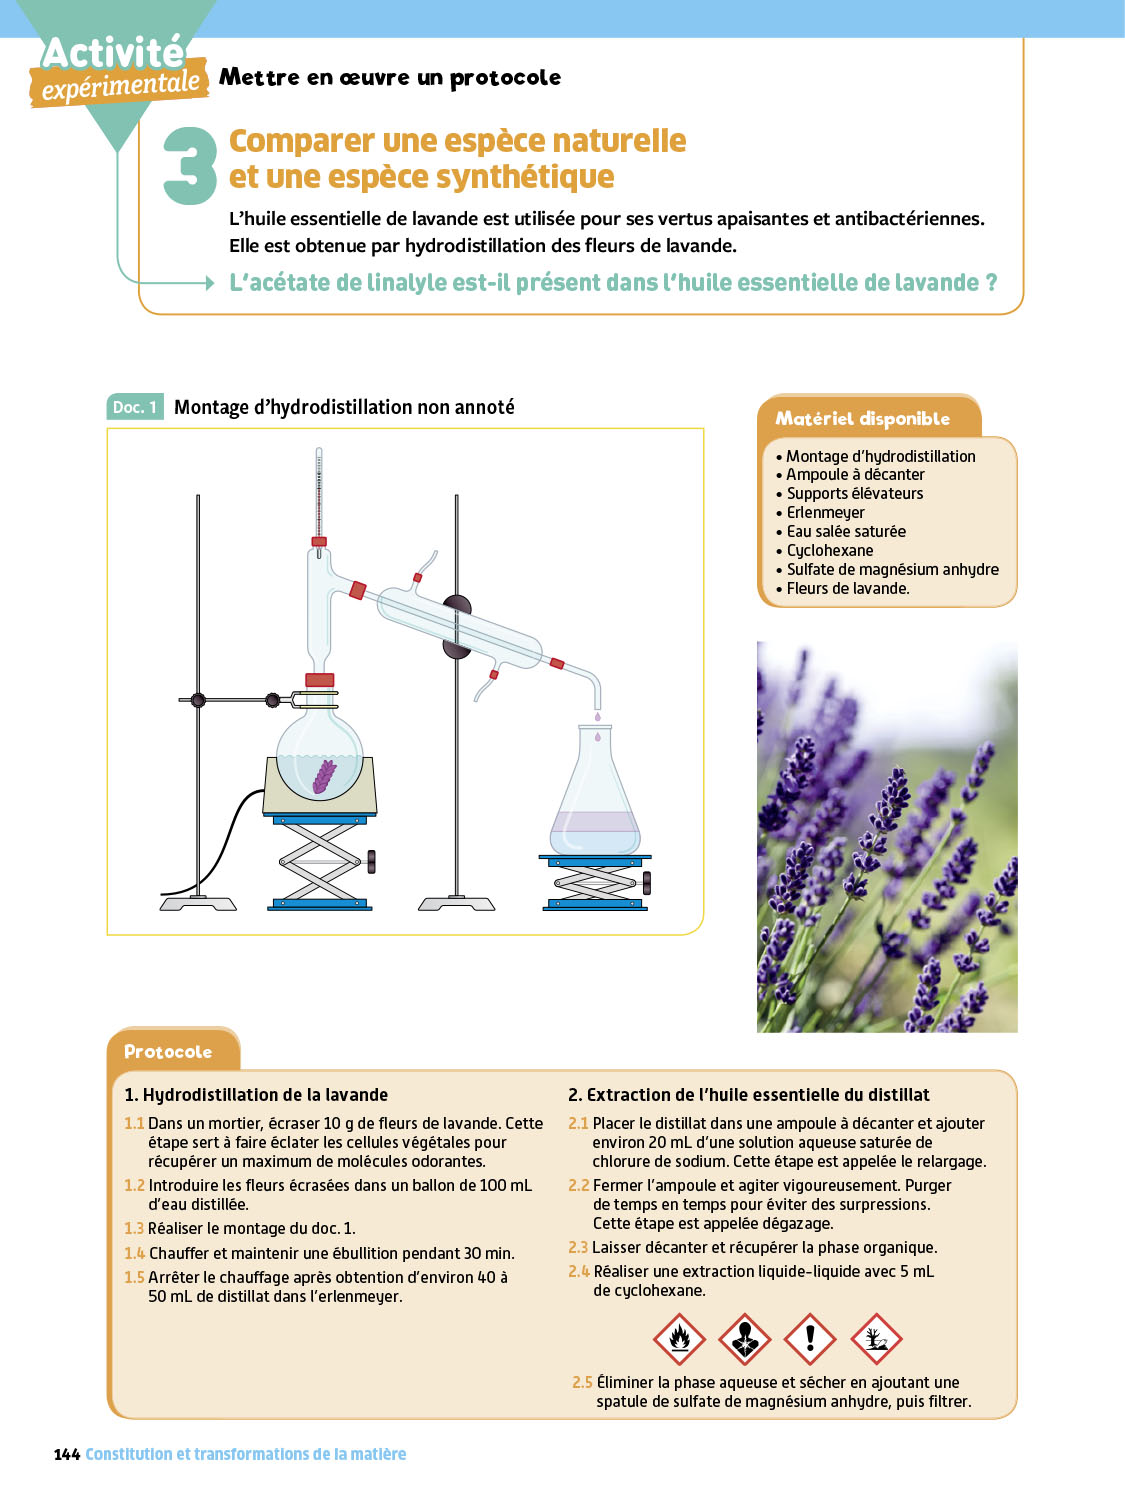 Activité
expérimentale
Mettre en œuvre un protocole
3
Comparer une espèce naturelle
et une espèce synthétique
L'huile essentielle de lavande est utilisée pour ses vertus apaisantes et antibactériennes.
Elle est obtenue par hydrodistillation des fleurs de lavande.
L'acétate de linalyle est-il présent dans l'huile essentielle de lavande ?
Doc. 1 Montage d'hydrodistillation non annoté
Matériel disponible
• Montage d'hydrodistillation
• Ampoule à décanter
• Supports élévateurs
• Erlenmeyer
• Eau salée saturée
• Cyclohexane
• Sulfate de magnésium anhydre
• Fleurs de lavande.
Protocole
1. Hydrodistillation de la lavande
1.1 Dans un mortier, écraser 10 g de fleurs de lavande. Cette
étape sert à faire éclater les cellules végétales pour
récupérer un maximum de molécules odorantes.
1.2 Introduire les fleurs écrasées dans un ballon de 100 mL
d'eau distillée.
1.3 Réaliser le montage du doc. 1.
1.4 Chauffer et maintenir une ébullition pendant 30 min.
1.5 Arrêter le chauffage après obtention d'environ 40 à
50 mL de distillat dans l'erlenmeyer.
2. Extraction de l'huile essentielle du distillat
2.1 Placer le distillat dans une ampoule à décanter et ajouter
environ 20 mL d'une solution aqueuse saturée de
chlorure de sodium. Cette étape est appelée le relargage.
2.2 Fermer l'ampoule et agiter vigoureusement. Purger
de temps en temps pour éviter des surpressions.
Cette étape est appelée dégazage.
2.3 Laisser décanter et récupérer la phase organique.
2.4 Réaliser une extraction liquide-liquide avec 5 mL
de cyclohexane.
2.5 Éliminer la phase aqueuse et sécher en ajoutant une
spatule de sulfate de magnésium anhydre, puis filtrer.
144 Constitution et transformations de la matière